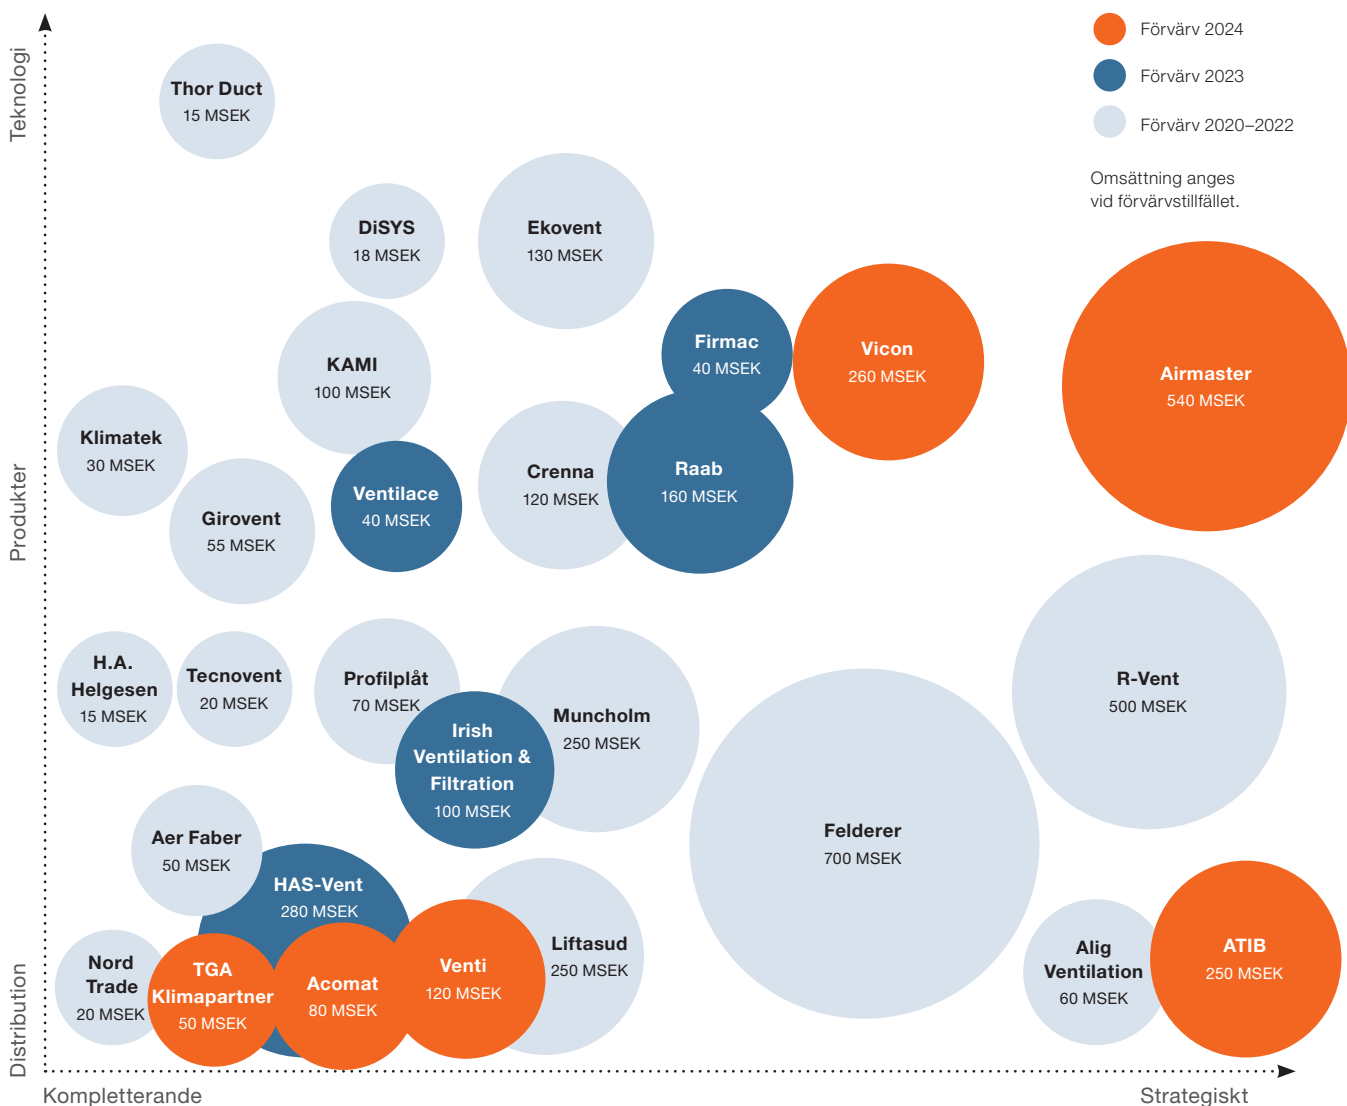 Teknologi
Produkter
Distribution
Kompletterande
Strategiskt
Förvärv 2024
Förvärv 2023
Förvärv 2020–2022
Omsättning anges
vid förvärvstillfället.
Thor Duct
15 MSEK
DiSYS
18 MSEK
Ekovent
130 MSEK
KAMI
100 MSEK
Firmac
40 MSEK
Vicon
260 MSEK
Airmaster
540 MSEK
Klimatek
30 MSEK
Girovent
55 MSEK
Ventilace
40 MSEK
Crenna
120 MSEK
Raab
160 MSEK
H.A.
Helgesen
15 MSEK
Tecnovent
20 MSEK
Profilplåt
70 MSEK
Irish
Ventilation &
Filtration
100 MSEK
Muncholm
250 MSEK
R-Vent
500 MSEK
Felderer
700 MSEK
Aer Faber
50 MSEK
HAS-Vent
280 MSEK
Nord
Trade
20 MSEK
TGA
Klimapartner
50 MSEK
Acomat
80 MSEK
Venti
120 MSEK
Liftasud
250 MSEK
Alig
Ventilation
60 MSEK
ATIB
250 MSEK